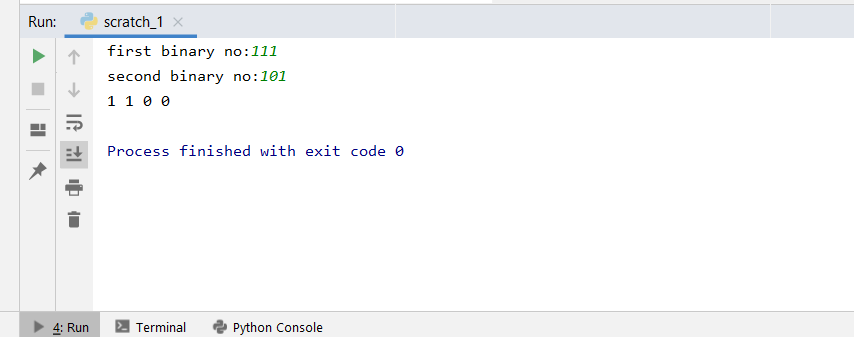 Run: scratch_1
first binary no:111
second binary no:101
1 1 0 0
Process finished with exit code 0
4: Run Terminal Python Console